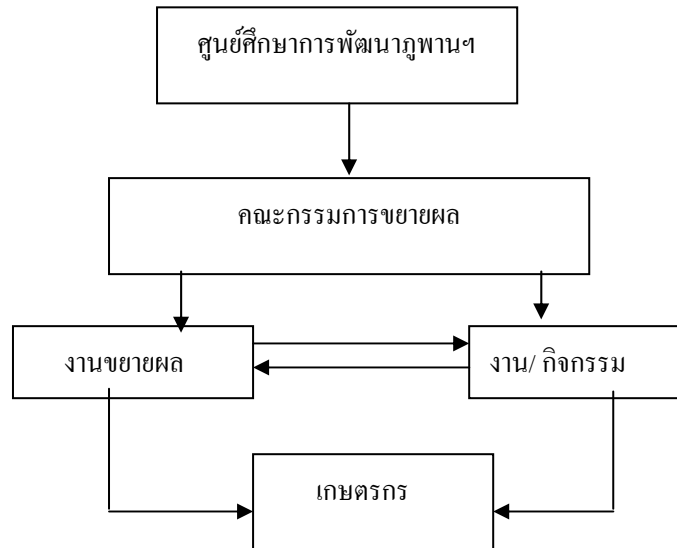 ศูนย์ศึกษาการพัฒนาภูพานฯ
คณะกรรมการขยายผล
งานขยายผล
งาน/ กิจกรรม
เกษตรกร